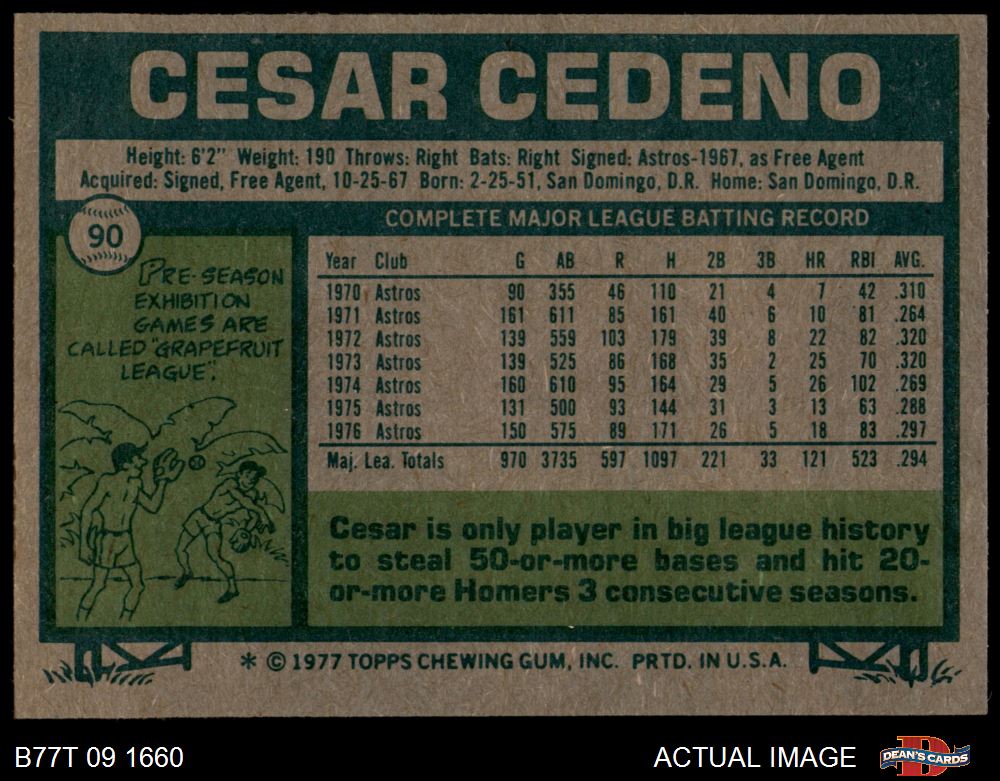 CESAR CEDENO
Height: 6'2" Weight: 190 Throws: Right Bats: Right Signed: Astros-1967, as Free Agent
Acquired: Signed, Free Agent, 10-25-67 Born: 2-25-51, San Domingo, D.R. Home: San Domingo, D.R.
90
PRE-SEASON
EXHIBITION
GAMES ARE
CALLED "GRAPEFRUIT
LEAGUE".
COMPLETE MAJOR LEAGUE BATTING RECORD
Year Club G AB R H 2B 3B HR RBI AVG.
1970 Astros 90 355 46 110 21 4 7 42 .310
1971 Astros 161 611 85 161 40 6 10 81 .264
1972 Astros 139 559 103 179 39 8 22 82 .320
1973 Astros 139 525 86 168 35 2 25 70 .320
1974 Astros 160 610 95 164 29 5 26 102 .269
1975 Astros 131 500 93 144 31 3 13 63 .288
1976 Astros 150 575 89 171 26 5 18 83 .297
Maj. Lea. Totals 970 3735 597 1097 221 33 121 523 .294
Cesar is only player in big league history
to steal 50-or-more bases and hit 20-
or-more Homers 3 consecutive seasons.
* © 1977 TOPPS CHEWING GUM, INC. PRTD. IN U.S.A.
B77T 09 1660
ACTUAL IMAGE
DEAN'S CARDS